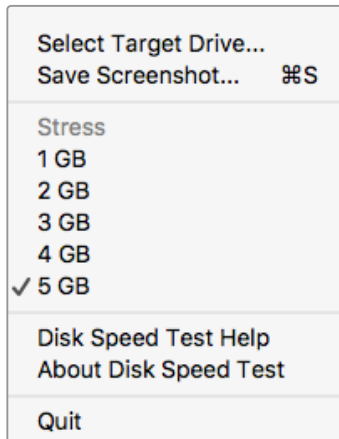 Select Target Drive...
Save Screenshot... ⌘S
Stress
1 GB
2 GB
3 GB
4 GB
✓ 5 GB
Disk Speed Test Help
About Disk Speed Test
Quit